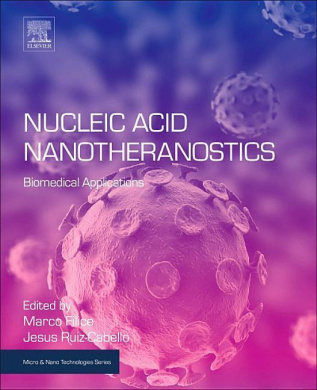 ELSEVIER
NUCLEIC ACID
NANOTHERANOSTICS
Biomedical Applications
Edited by
Marco Filice
Jesus Ruiz-Cabello
Micro & Nano Technologies Series